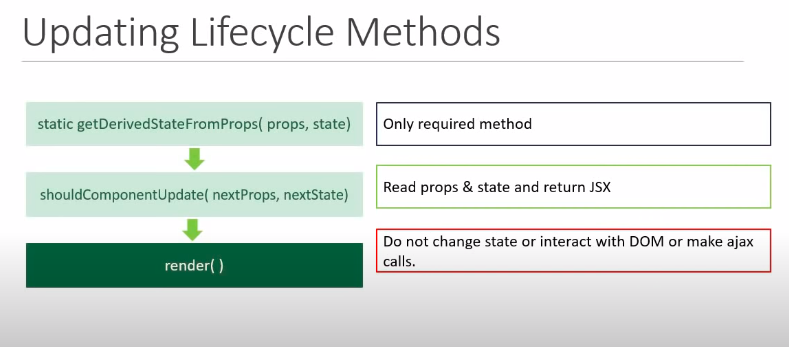 Updating Lifecycle Methods
static getDerivedStateFromProps( props, state)
Only required method
shouldComponentUpdate( nextProps, nextState)
Read props & state and return JSX
render( )
Do not change state or interact with DOM or make ajax
calls.